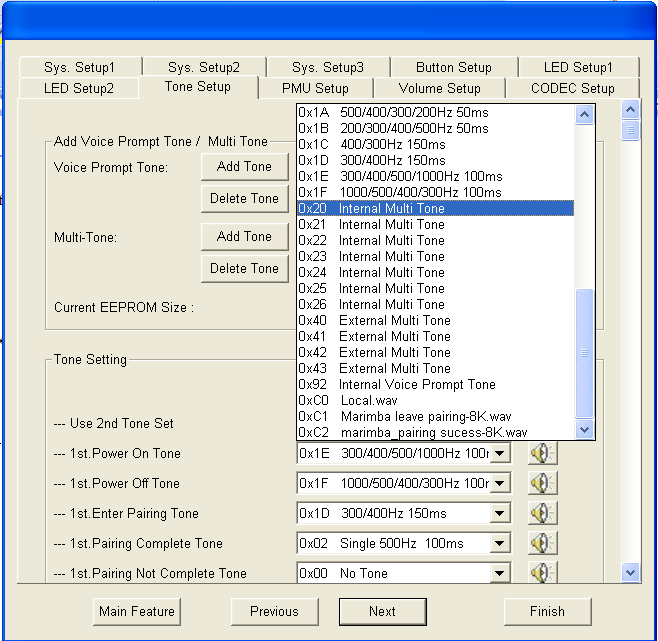 Sys. Setup1 Sys. Setup2 Sys. Setup3 Button Setup LED Setup1
LED Setup2 Tone Setup PMU Setup Volume Setup CODEC Setup
Add Voice Prompt Tone / Multi Tone
Voice Prompt Tone: Add Tone
Delete Tone
Multi-Tone: Add Tone
Delete Tone
Current EEPROM Size :
0x1A 500/400/300/200Hz 50ms
0x1B 200/300/400/500Hz 50ms
0x1C 400/300Hz 150ms
0x1D 300/400Hz 150ms
0x1E 300/400/500/1000Hz 100ms
0x1F 1000/500/400/300Hz 100ms
0x20 Internal Multi Tone
0x21 Internal Multi Tone
0x22 Internal Multi Tone
0x23 Internal Multi Tone
0x24 Internal Multi Tone
0x25 Internal Multi Tone
0x26 Internal Multi Tone
0x40 External Multi Tone
0x41 External Multi Tone
0x42 External Multi Tone
0x43 External Multi Tone
0x92 Internal Voice Prompt Tone
0xC0 Local.wav
0xC1 Marimba leave pairing-8K.wav
0xC2 marimba_pairing sucess-8K.wav
Tone Setting
--- Use 2nd Tone Set
--- 1st.Power On Tone 0x1E 300/400/500/1000Hz 100r
--- 1st.Power Off Tone 0x1F 1000/500/400/300Hz 100r
--- 1st.Enter Pairing Tone 0x1D 300/400Hz 150ms
--- 1st.Pairing Complete Tone 0x02 Single 500Hz 100ms
--- 1st.Pairing Not Complete Tone 0x00 No Tone
Main Feature Previous Next Finish